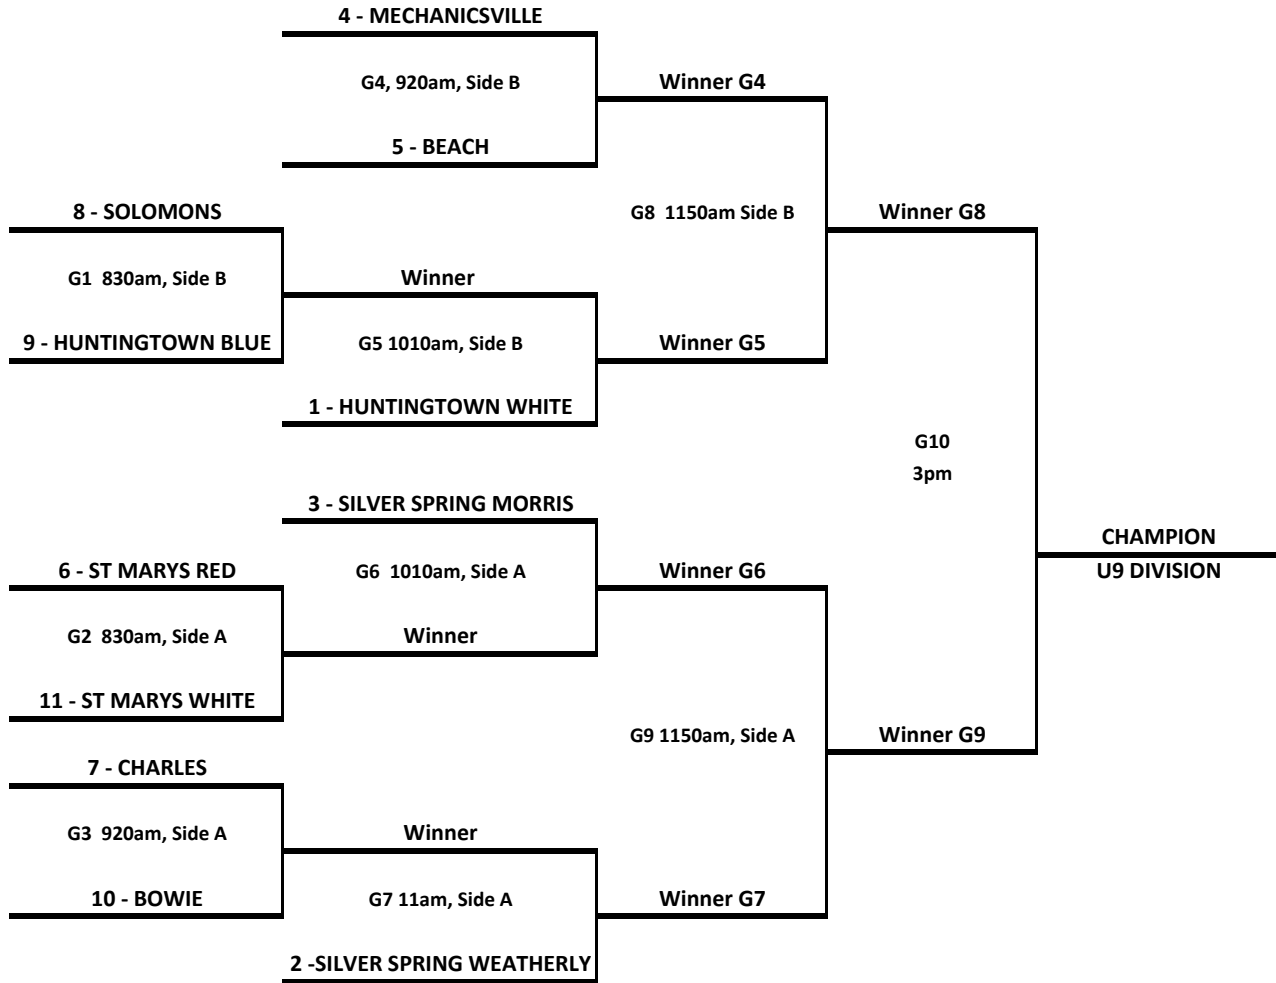 4 - MECHANICSVILLE
G4, 920am, Side B
Winner G4
5 - BEACH
8 - SOLOMONS
G8  1150am Side B
Winner G8
G1  830am, Side B
Winner
9 - HUNTINGTOWN BLUE
G5 1010am, Side B
Winner G5
1 - HUNTINGTOWN WHITE
G10
3pm
3 - SILVER SPRING MORRIS
CHAMPION
U9 DIVISION
6 - ST MARYS RED
G6  1010am, Side A
Winner G6
G2  830am, Side A
Winner
11 - ST MARYS WHITE
G9 1150am, Side A
Winner G9
7 - CHARLES
G3  920am, Side A
Winner
10 - BOWIE
G7 11am, Side A
Winner G7
2 -SILVER SPRING WEATHERLY